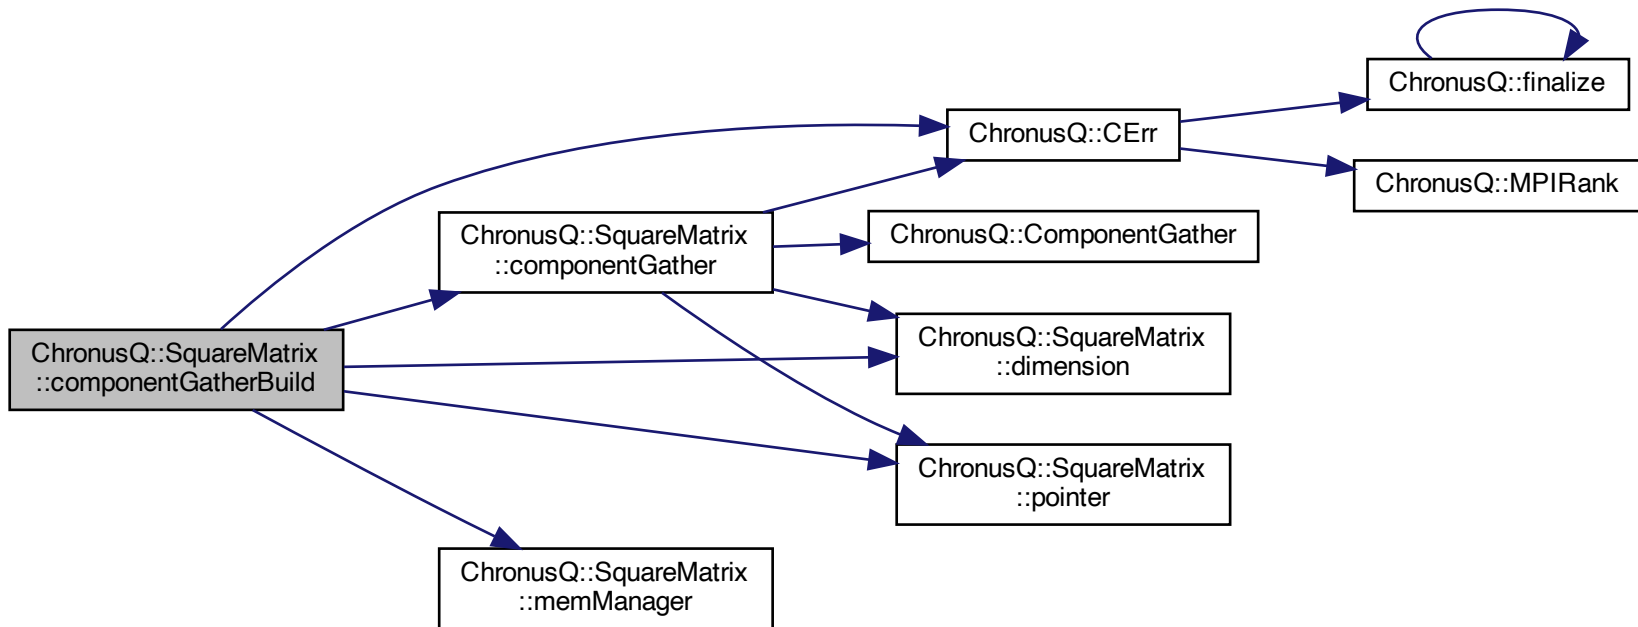 ChronusQ::finalize
ChronusQ::CErr
ChronusQ::MPIRank
ChronusQ::SquareMatrix
::componentGather
ChronusQ::ComponentGather
ChronusQ::SquareMatrix
::componentGatherBuild
ChronusQ::SquareMatrix
::dimension
ChronusQ::SquareMatrix
::pointer
ChronusQ::SquareMatrix
::memManager